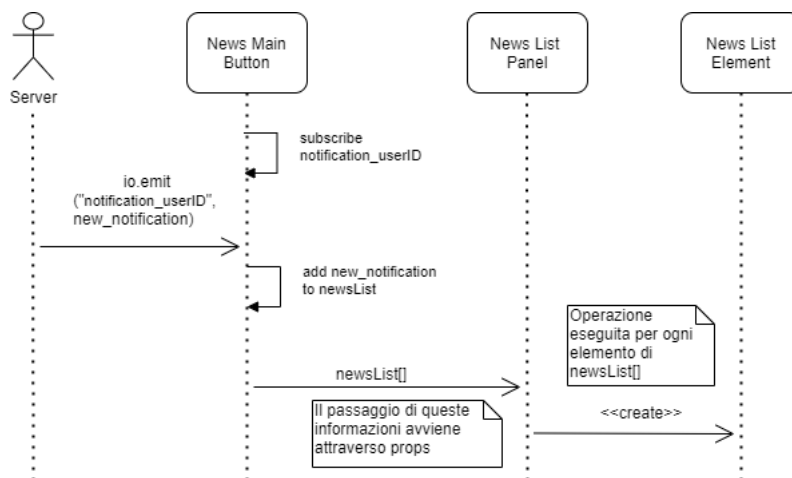 Server
News Main
Button
News List
Panel
News List
Element
subscribe
notification_userID
io.emit
("notification_userID",
new_notification)
add new_notification
to newsList
Operazione
eseguita per ogni
elemento di
newsList[]
newsList[]
Il passaggio di queste
informazioni avviene
attraverso props
<<create>>